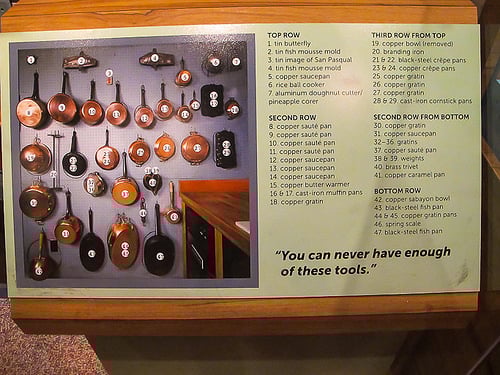 TOP ROW
1. tin butterfly
2. tin fish mousse mold
3. tin image of San Pasqual
4. tin fish mousse mold
5. copper saucepan
6. rice ball cooker
7. aluminum doughnut cutter/
pineapple corer
SECOND ROW
8. copper sauté pan
9. copper sauté pan
10. copper sauté pan
11. copper sauté pan
12. copper saucepan
13. copper saucepan
14. copper saucepan
15. copper butter warmer
16 & 17. cast-iron muffin pans
18. copper gratin
THIRD ROW FROM TOP
19. copper bowl (removed)
20. branding iron
21 & 22. black-steel crêpe pans
23 & 24. copper crêpe pans
25. copper gratin
26. copper gratin
27. copper gratin
28 & 29. cast-iron cornstick pans
SECOND ROW FROM BOTTOM
30. copper gratin
31. copper saucepan
32–36. gratins
37. copper sauté pan
38 & 39. weights
40. brass trivet
41. copper caramel pan
BOTTOM ROW
42. copper sabayon bowl
43. black-steel fish pan
44 & 45. copper gratin pans
46. spring scale
47. black-steel fish pan
“You can never have enough
of these tools.”